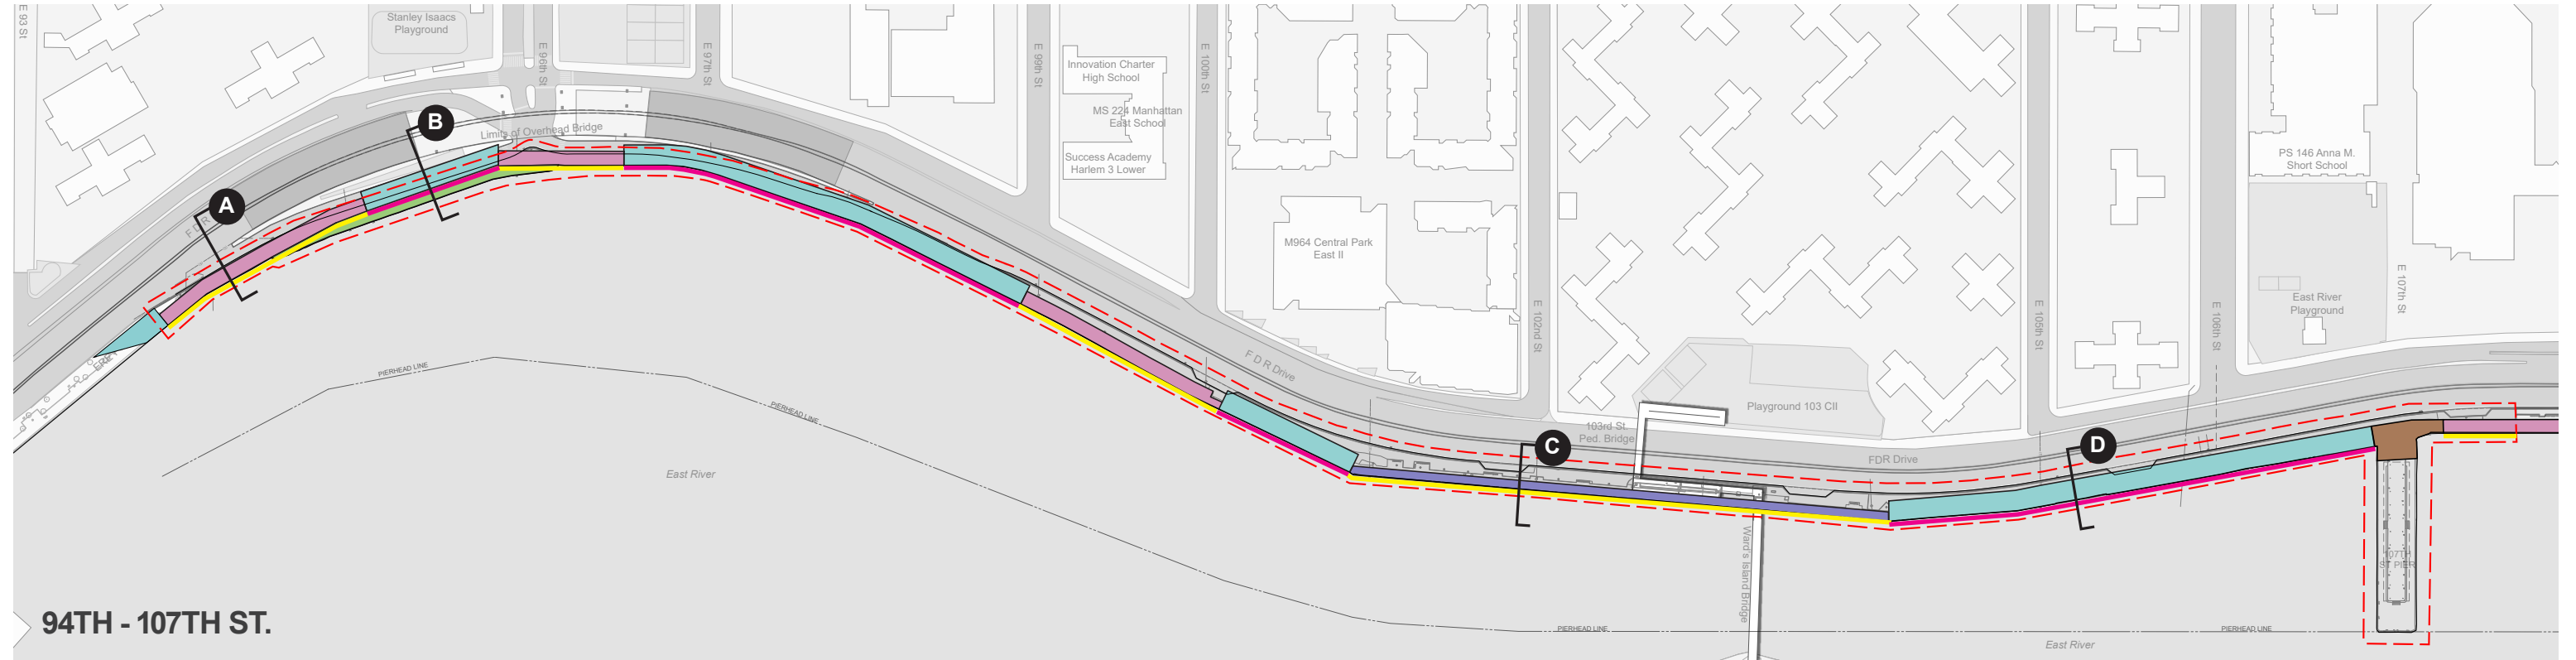 E 93 St
Stanley Isaacs
Playground
E 96th St
E 97th St
E 99th St
E 100th St
Innovation Charter
High School
MS 224 Manhattan
East School
Success Academy
Harlem 3 Lower
B
Limits of Overhead Bridge
A
M964 Central Park
East II
PS 146 Anna M.
Short School
East River
Playground
E 102nd St
E 105th St
E 106th St
E 107th St
F D R Drive
PIERHEAD LINE
PIERHEAD LINE
Playground 103 CII
103rd St.
Ped. Bridge
C
D
FDR Drive
East River
Ward's Island Bridge
107TH
ST PIER
94TH - 107TH ST.
PIERHEAD LINE
PIERHEAD LINE
East River